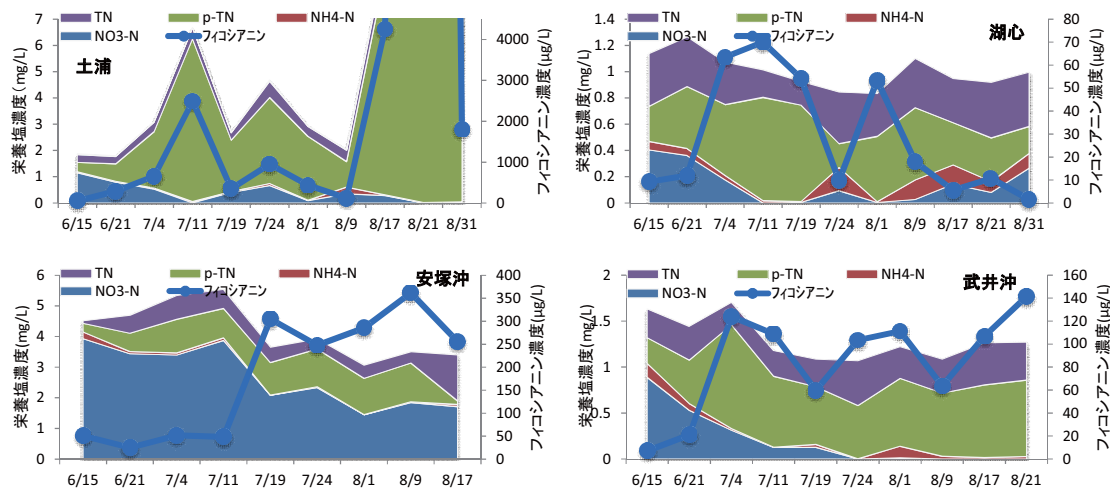 TN p-TN NH4-N
NO3-N フィコシアニン
土浦
栄養塩濃度(mg/L)
フィコシアニン濃度(μg/L)
7
6
5
4
3
2
1
0
4000
3000
2000
1000
0
6/15 6/21 7/4 7/11 7/19 7/24 8/1 8/9 8/17 8/21 8/31
TN p-TN NH4-N
NO3-N フィコシアニン
湖心
栄養塩濃度(mg/L)
フィコシアニン濃度(μg/L)
1.4
1.2
1
0.8
0.6
0.4
0.2
0
80
70
60
50
40
30
20
10
0
6/15 6/21 7/4 7/11 7/19 7/24 8/1 8/9 8/17 8/21 8/31
TN p-TN NH4-N
NO3-N フィコシアニン
安塚沖
栄養塩濃度(mg/L)
フィコシアニン濃度(μg/L)
6
5
4
3
2
1
0
400
350
300
250
200
150
100
50
0
6/15 6/21 7/4 7/11 7/19 7/24 8/1 8/9 8/17
TN p-TN NH4-N
NO3-N フィコシアニン
武井沖
栄養塩濃度(mg/L)
フィコシアニン濃度(μg/L)
2
1.5
1
0.5
0
160
140
120
100
80
60
40
20
0
6/15 6/21 7/4 7/11 7/19 7/24 8/1 8/9 8/17 8/21